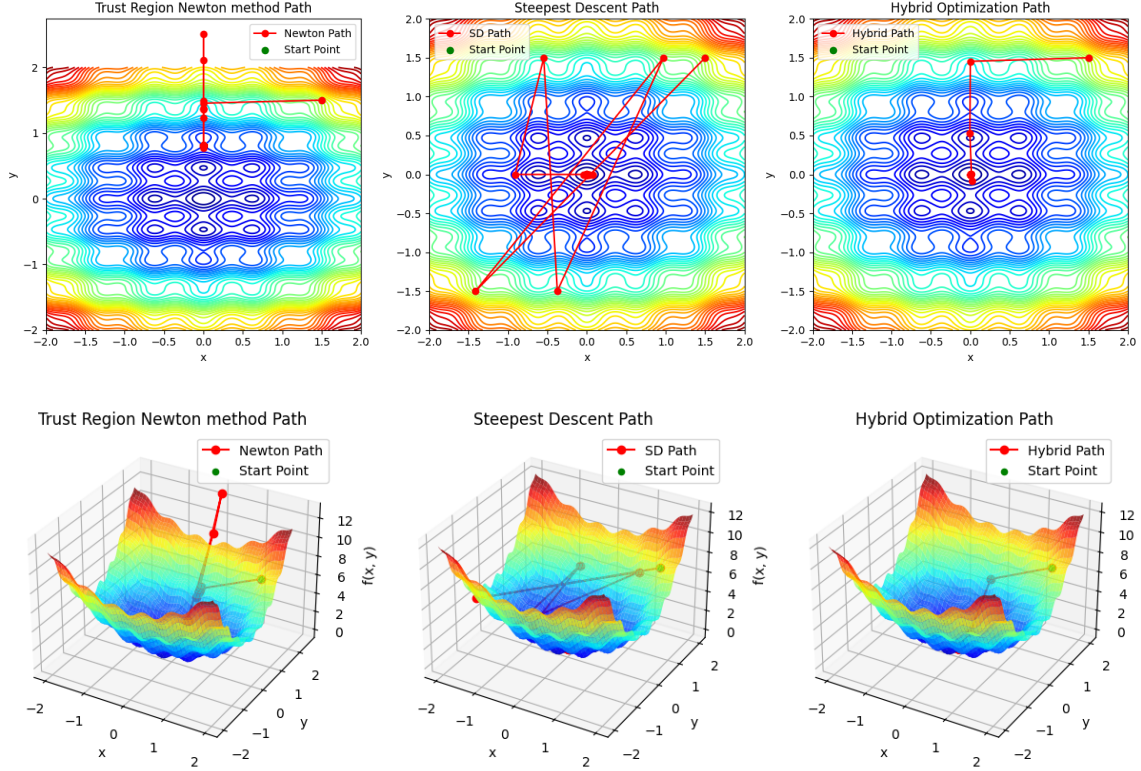 Trust Region Newton method Path
Newton Path
Start Point
y
2
1
0
−1
−2
−2.0 −1.5 −1.0 −0.5 0.0 0.5 1.0 1.5 2.0
x
Steepest Descent Path
SD Path
Start Point
y
2.0
1.5
1.0
0.5
0.0
−0.5
−1.0
−1.5
−2.0
−2.0 −1.5 −1.0 −0.5 0.0 0.5 1.0 1.5 2.0
x
Hybrid Optimization Path
Hybrid Path
Start Point
y
2.0
1.5
1.0
0.5
0.0
−0.5
−1.0
−1.5
−2.0
−2.0 −1.5 −1.0 −0.5 0.0 0.5 1.0 1.5 2.0
x
Trust Region Newton method Path
Newton Path
Start Point
12
10
8
6
4
2
0
f(x, y)
−2 −1 0 1 2
x
−2 −1 0 1 2
y
Steepest Descent Path
SD Path
Start Point
12
10
8
6
4
2
0
f(x, y)
−2 −1 0 1 2
x
−2 −1 0 1 2
y
Hybrid Optimization Path
Hybrid Path
Start Point
12
10
8
6
4
2
0
−2 −1 0 1 2
x
−2 −1 0 1 2
y